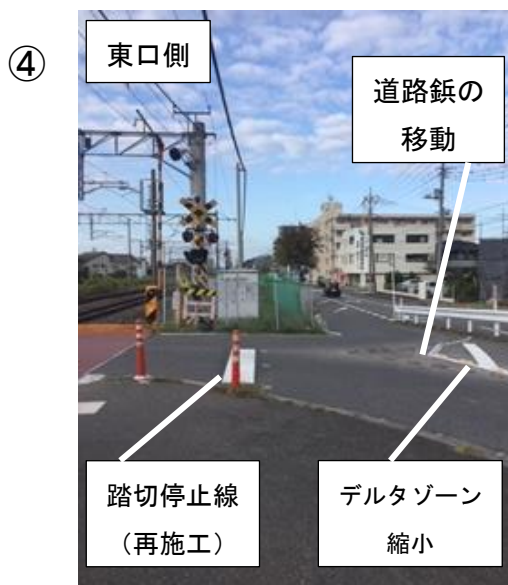 ④
東口側
道路鋲の
移動
踏切停止線
（再施工）
デルタゾーン
縮小